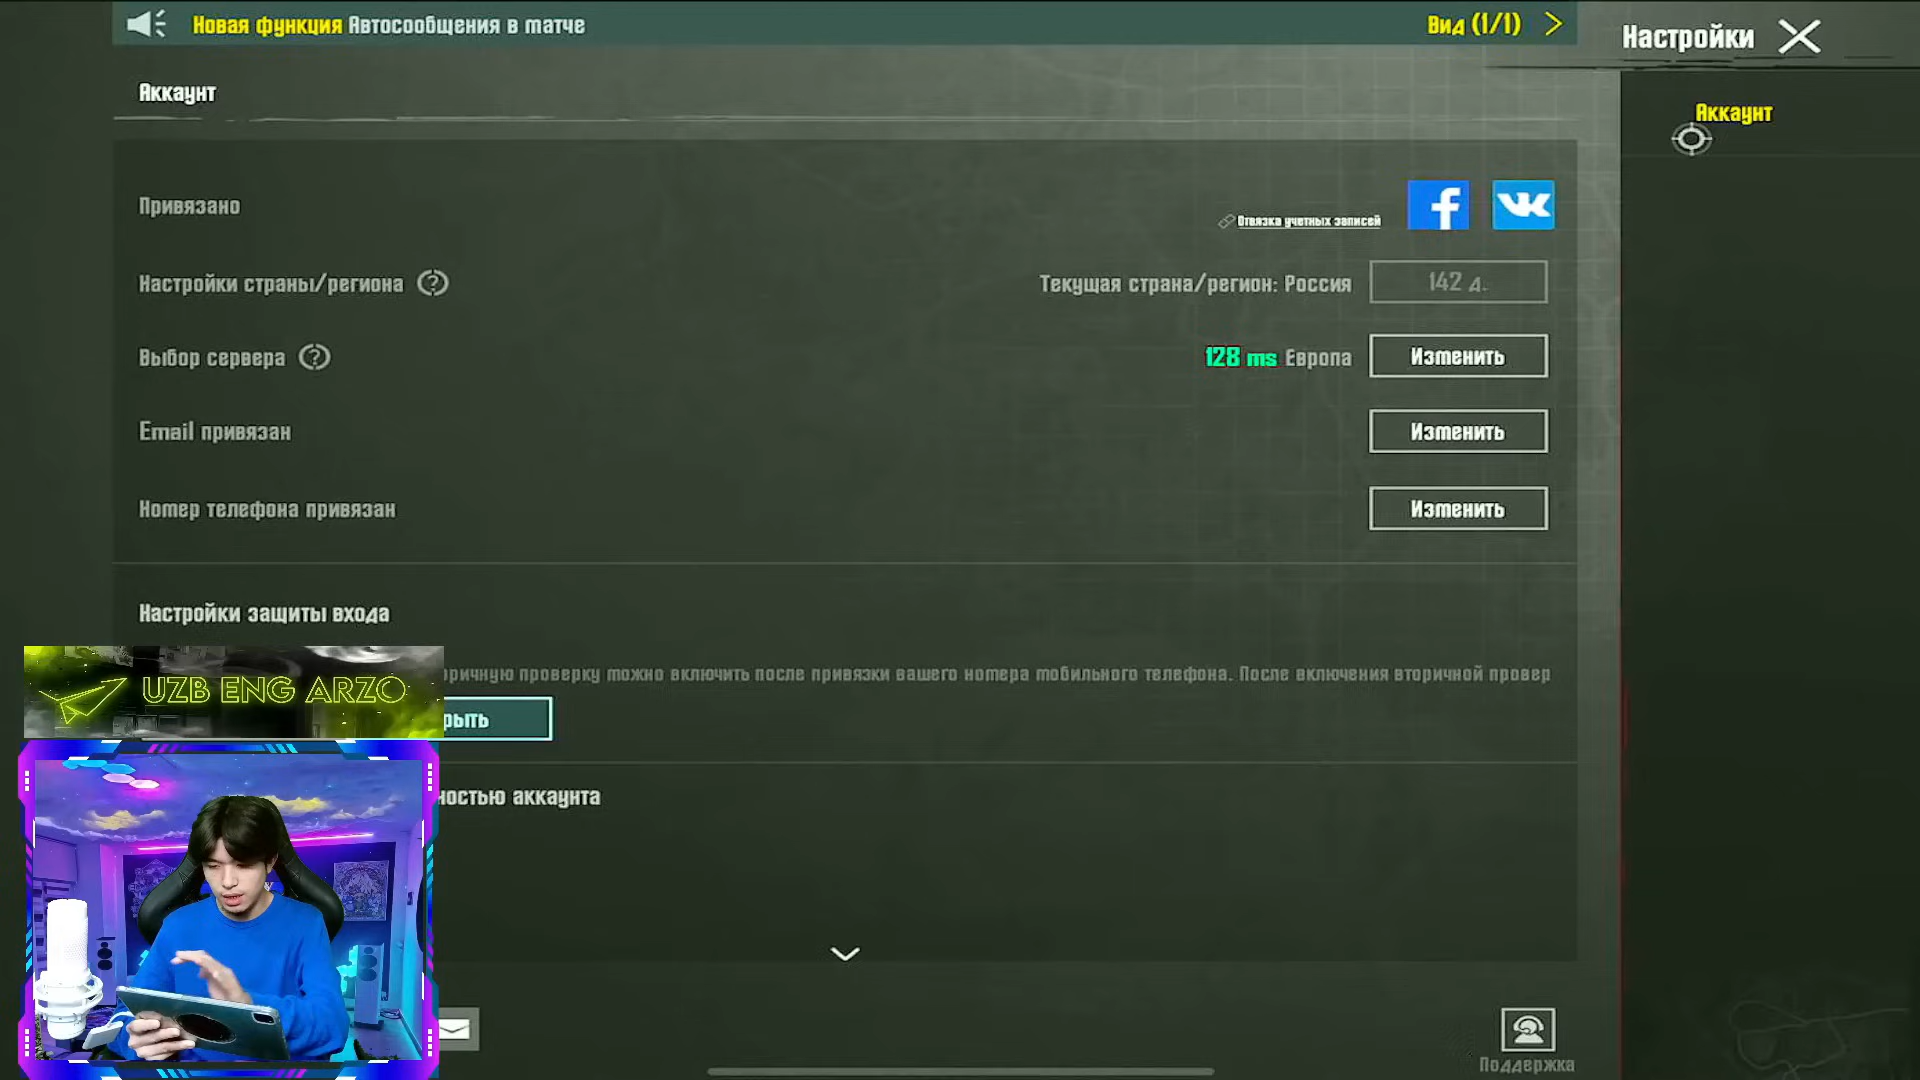 Новая функция Автосообщения в матче
Вид (1/1)
Настройки
Аккаунт
Аккаунт
Привязано
Отвязка учетных записей
f
VK
Настройки страны/региона ?
Текущая страна/регион: Россия
142 д.
Выбор сервера ?
128 ms Европа
Изменить
Email привязан
Изменить
Номер телефона привязан
Изменить
Настройки защиты входа
оричную проверку можно включить после привязки вашего номера мобильного телефона. После включения вторичной провер
UZB ENG ARZO
рыть
ностью аккаунта
Поддержка